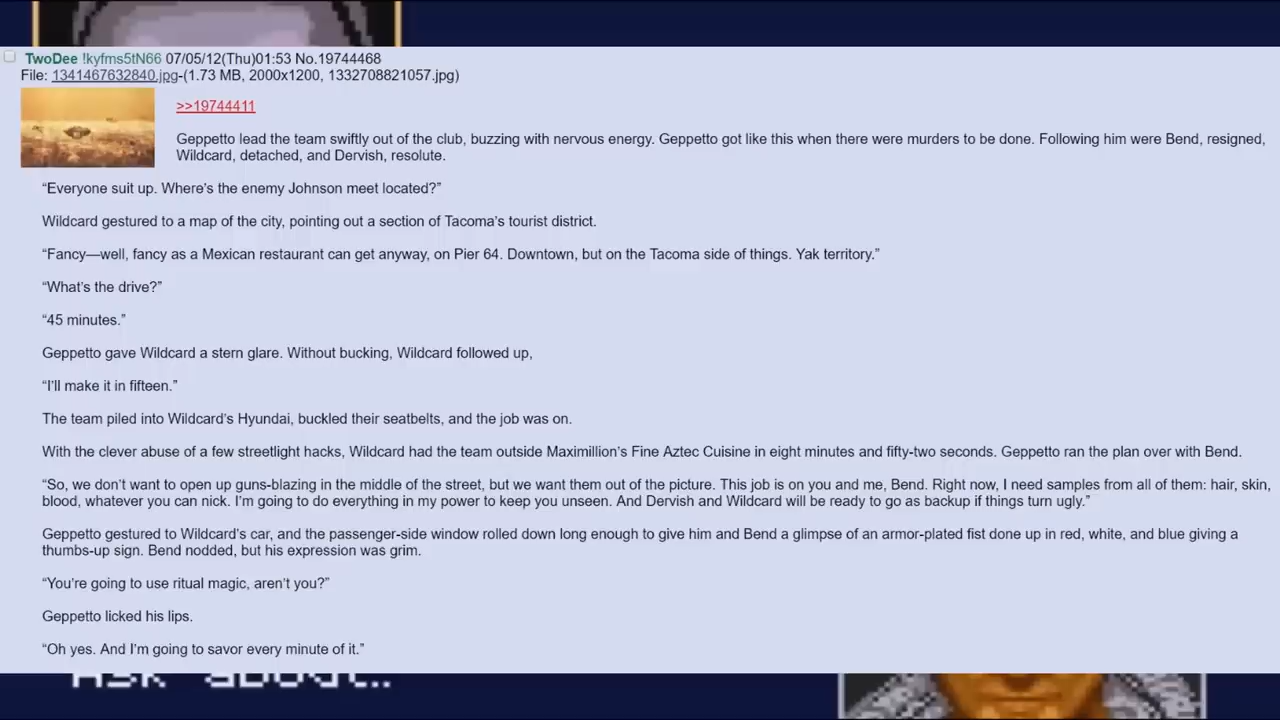 TwoDee !kyfms5tN66 07/05/12(Thu)01:53 No.19744468
File: 1341467632840.jpg-(1.73 MB, 2000x1200, 1332708821057.jpg)
>>19744411
Geppetto lead the team swiftly out of the club, buzzing with nervous energy. Geppetto got like this when there were murders to be done. Following him were Bend, resigned,
Wildcard, detached, and Dervish, resolute.
“Everyone suit up. Where’s the enemy Johnson meet located?”
Wildcard gestured to a map of the city, pointing out a section of Tacoma’s tourist district.
“Fancy—well, fancy as a Mexican restaurant can get anyway, on Pier 64. Downtown, but on the Tacoma side of things. Yak territory.”
“What’s the drive?”
“45 minutes.”
Geppetto gave Wildcard a stern glare. Without bucking, Wildcard followed up,
“I’ll make it in fifteen.”
The team piled into Wildcard’s Hyundai, buckled their seatbelts, and the job was on.
With the clever abuse of a few streetlight hacks, Wildcard had the team outside Maximillion’s Fine Aztec Cuisine in eight minutes and fifty-two seconds. Geppetto ran the plan over with Bend.
“So, we don’t want to open up guns-blazing in the middle of the street, but we want them out of the picture. This job is on you and me, Bend. Right now, I need samples from all of them: hair, skin,
blood, whatever you can nick. I’m going to do everything in my power to keep you unseen. And Dervish and Wildcard will be ready to go as backup if things turn ugly.”
Geppetto gestured to Wildcard’s car, and the passenger-side window rolled down long enough to give him and Bend a glimpse of an armor-plated fist done up in red, white, and blue giving a
thumbs-up sign. Bend nodded, but his expression was grim.
“You’re going to use ritual magic, aren’t you?”
Geppetto licked his lips.
“Oh yes. And I’m going to savor every minute of it.”
Ask about..